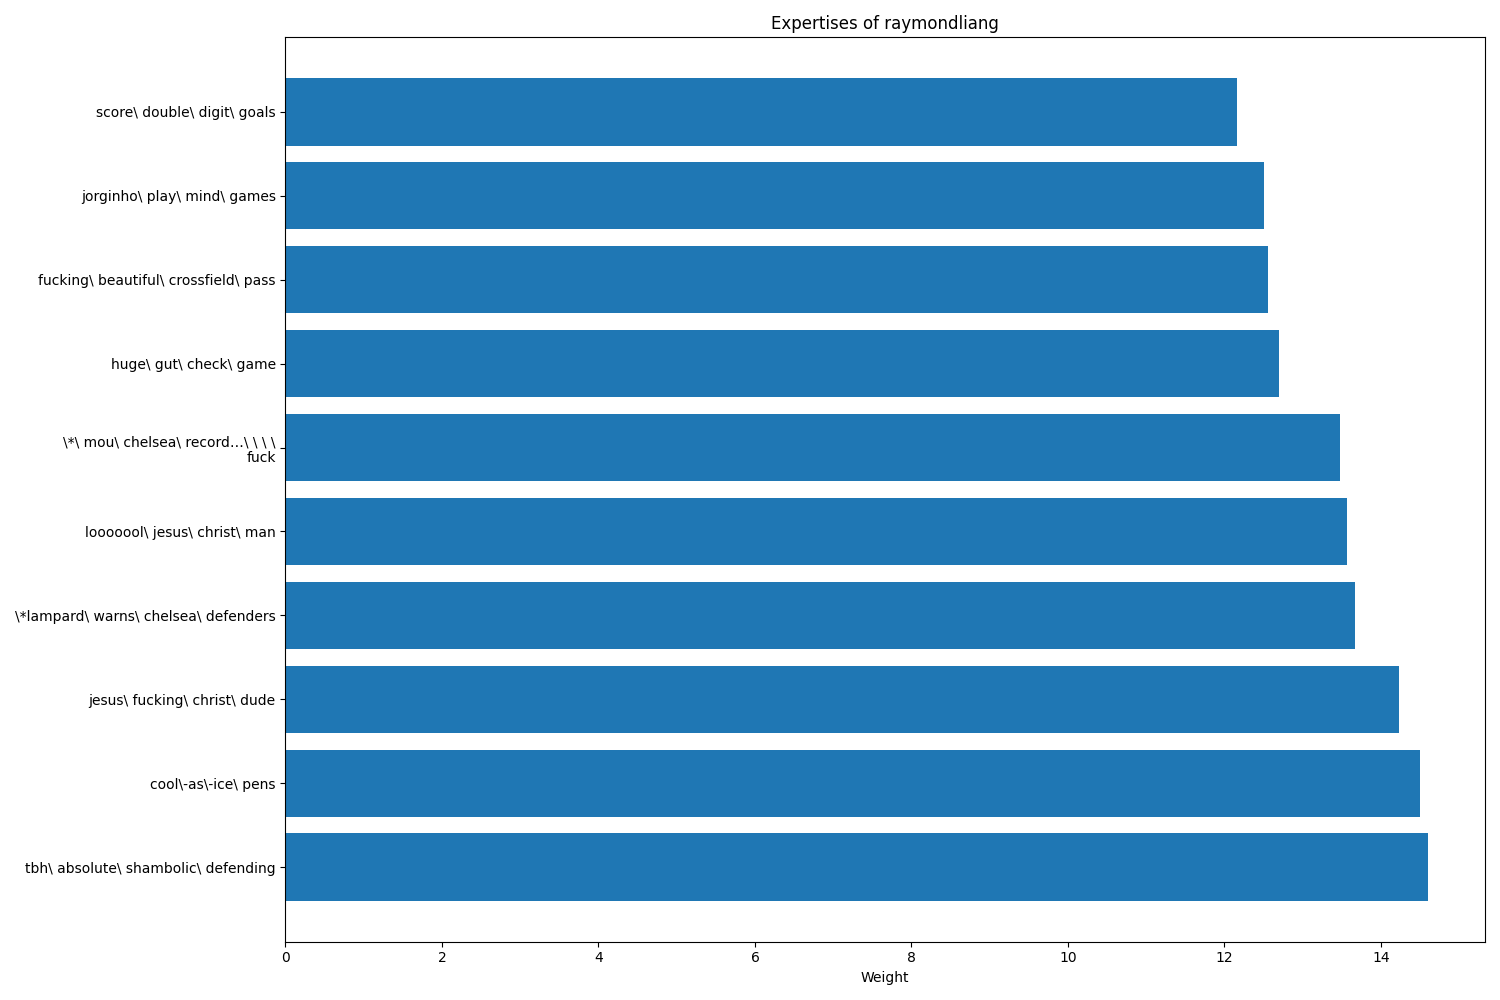 Expertises of raymondliang
score\ double\ digit\ goals
jorginho\ play\ mind\ games
fucking\ beautiful\ crossfield\ pass
huge\ gut\ check\ game
\*\ mou\ chelsea\ record…\ \ \ \
fuck
looooool\ jesus\ christ\ man
\*lampard\ warns\ chelsea\ defenders
jesus\ fucking\ christ\ dude
cool\-as\-ice\ pens
tbh\ absolute\ shambolic\ defending
0 2 4 6 8 10 12 14
Weight